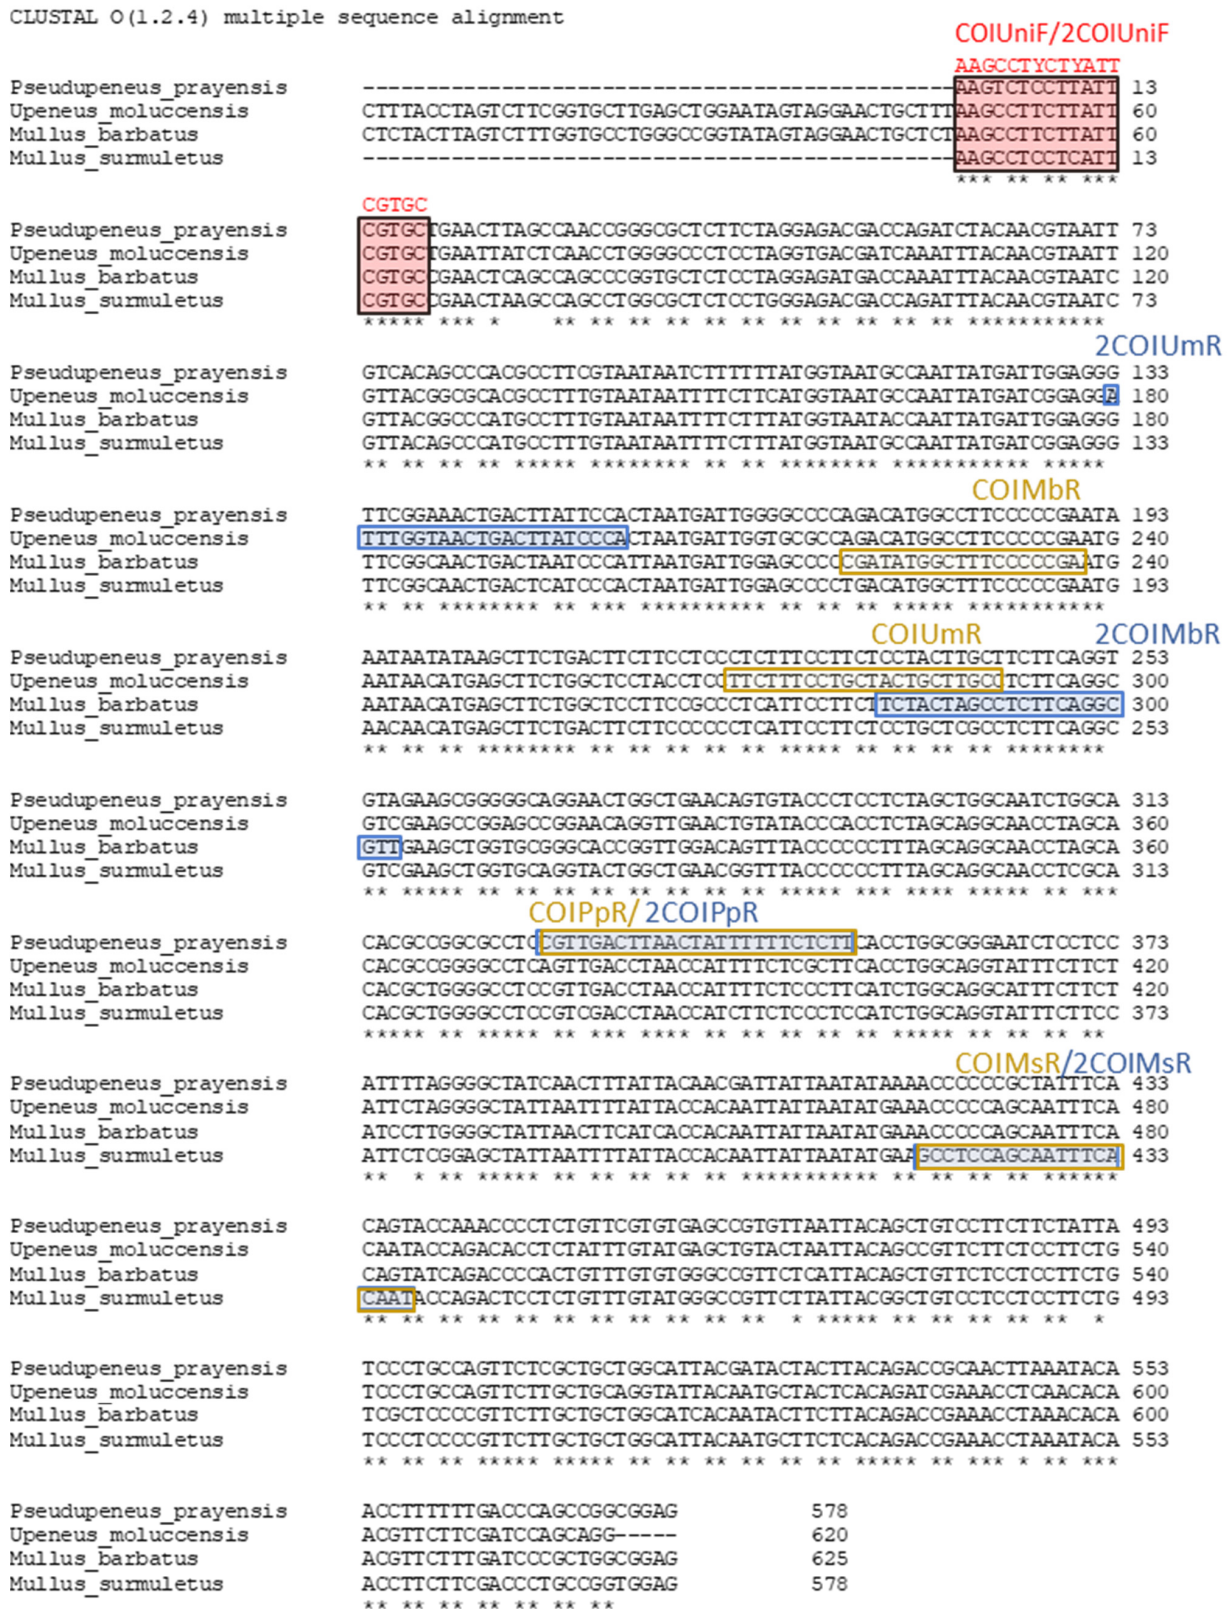 CLUSTAL O(1.2.4) multiple sequence alignment
COIUniF/2COIUniF
AAGCCTYCTYATT
Pseudupeneus_prayensis -----------------------------------------------AAGTCTCCTTATT 13
Upeneus_moluccensis CTTTACCTAGTCTTCGGTGCTTGAGCTGGAATAGTAGGAACTGCTTTAAGCCTTCTTATT 60
Mullus_barbatus CTCTACTTAGTCTTTGGTGCCTGGGCCGGTATAGTAGGAACTGCTCTAAGCCTTCTTATT 60
Mullus_surmuletus -----------------------------------------------AAGCCTCCTCATT 13
*** ** ** ***
CGTGC
Pseudupeneus_prayensis CGTGCTGAACTTAGCCAACCGGGCGCTCTTCTAGGAGACGACCAGATCTACAACGTAATT 73
Upeneus_moluccensis CGTGCTGAATTATCTCAACCTGGGGCCCTCCTAGGTGACGATCAAATTTACAACGTAATT 120
Mullus_barbatus CGTGCCGAACTCAGCCAGCCCGGTGCTCTCCTAGGAGATGACCAAATTTACAACGTAATC 120
Mullus_surmuletus CGTGCCGAACTAAGCCAGCCTGGCGCTCTCCTGGGAGACGACCAGATTTACAACGTAATC 73
***** *** * ** ** ** ** ** ** ** ** ** ** ** ***********
2COIUmR
Pseudupeneus_prayensis GTCACAGCCCACGCCTTCGTAATAATCTTTTTTATGGTAATGCCAATTATGATTGGAGGG 133
Upeneus_moluccensis GTTACGGCGCACGCCTTTGTAATAATTTTCTTCATGGTAATGCCAATTATGATCGGAGGA 180
Mullus_barbatus GTTACGGCCCATGCCTTTGTAATAATTTTCTTTATGGTAATACCAATTATGATTGGAGGG 180
Mullus_surmuletus GTTACAGCCCATGCCTTTGTAATAATTTTCTTTATGGTAATGCCAATTATGATCGGAGGG 133
** ** ** ** ***** ******** ** ******** *********** *****
COIMbR
Pseudupeneus_prayensis TTCGGAAACTGACTTATTCCACTAATGATTGGGGCCCCAGACATGGCCTTCCCCCGAATA 193
Upeneus_moluccensis TTTGGTAACTGACTTATCCCACTAATGATTGGTGCGCCAGACATGGCCTTCCCCCGAATG 240
Mullus_barbatus TTCGGCAACTGACTAATCCCATTAATGATTGGAGCCCCCGATATGGCTTTCCCCCGAATG 240
Mullus_surmuletus TTCGGCAACTGACTCATCCCACTAATGATTGGAGCCCCTGACATGGCTTTCCCCCGAATG 193
** ** ******** ** *** ********** ** ** ** ***** ***********
COIUmR 2COIMbR
Pseudupeneus_prayensis AATAATATAAGCTTCTGACTTCTTCCTCCCTCTTTCCTTCTCCTACTTGCTTCTTCAGGT 253
Upeneus_moluccensis AATAACATGAGCTTCTGGCTCCTACCTCCTTCTTTCCTGCTACTGCTTGCCTCTTCAGGC 300
Mullus_barbatus AATAACATGAGCTTCTGGCTCCTTCCGCCCTCATTCCTTCTTCTACTAGCCTCTTCAGGC 300
Mullus_surmuletus AACAACATGAGCTTCTGACTTCTTCCCCCCTCATTCCTTCTCCTGCTCGCCTCTTCAGGC 253
** ** ** ******** ** ** ** ** ** ***** ** ** ** ** ********
Pseudupeneus_prayensis GTAGAAGCGGGGGCAGGAACTGGCTGAACAGTGTACCCTCCTCTAGCTGGCAATCTGGCA 313
Upeneus_moluccensis GTCGAAGCCGGAGCCGGAACAGGTTGAACTGTATACCCACCTCTAGCAGGCAACCTAGCA 360
Mullus_barbatus GTTGAAGCTGGTGCGGGCACCGGTTGGACAGTTTACCCCCCTTTAGCAGGCAACCTAGCA 360
Mullus_surmuletus GTCGAAGCTGGTGCAGGTACTGGCTGAACGGTTTACCCCCCTTTAGCAGGCAACCTCGCA 313
** ***** ** ** ** ** ** ** ** ** ***** *** **** ***** ** ***
COIPpR/ 2COIPpR
Pseudupeneus_prayensis CACGCCGGCGCCTCCGTTGACTTAACTATTTTTTCTCTTCACCTGGCGGGAATCTCCTCC 373
Upeneus_moluccensis CACGCCGGGGCCTCAGTTGACCTAACCATTTTCTCGCTTCACCTGGCAGGTATTTCTTCT 420
Mullus_barbatus CACGCTGGGGCCTCCGTTGACCTAACCATTTTCTCCCTTCATCTGGCAGGCATTTCTTCT 420
Mullus_surmuletus CACGCTGGGGCCTCCGTCGACCTAACCATCTTCTCCCTCCATCTGGCAGGTATTTCTTCC 373
***** ** ***** ** *** **** ** ** ** ** ** ***** ** ** ** **
COIMsR/2COIMsR
Pseudupeneus_prayensis ATTTTAGGGGCTATCAACTTTATTACAACGATTATTAATATAAAACCCCCCGCTATTTCA 433
Upeneus_moluccensis ATTCTAGGGGCTATTAATTTTATTACCACAATTATTAATATGAAACCCCCAGCAATTTCA 480
Mullus_barbatus ATCCTTGGGGCTATTAACTTCATCACCACAATTATTAATATGAAACCCCCAGCAATTTCA 480
Mullus_surmuletus ATTCTCGGAGCTATTAATTTTATTACCACAATTATTAATATGAAGCCTCCAGCAATTTCA 433
** * ** ***** ** ** ** ** ** *********** ** ** ** ** ******
Pseudupeneus_prayensis CAGTACCAAACCCCTCTGTTCGTGTGAGCCGTGTTAATTACAGCTGTCCTTCTTCTATTA 493
Upeneus_moluccensis CAATACCAGACACCTCTATTTGTATGAGCTGTACTAATTACAGCCGTTCTTCTCCTTCTG 540
Mullus_barbatus CAGTATCAGACCCCACTGTTTGTGTGGGCCGTTCTCATTACAGCTGTTCTCCTCCTTCTG 540
Mullus_surmuletus CAATACCAGACTCCTCTGTTTGTATGGGCCGTTCTTATTACGGCTGTCCTCCTCCTTCTG 493
** ** ** ** ** ** ** ** ** ** ** * ***** ** ** ** ** ** *
Pseudupeneus_prayensis TCCCTGCCAGTTCTCGCTGCTGGCATTACGATACTACTTACAGACCGCAACTTAAATACA 553
Upeneus_moluccensis TCCCTGCCAGTTCTTGCTGCAGGTATTACAATGCTACTCACAGATCGAAACCTCAACACA 600
Mullus_barbatus TCGCTCCCCGTTCTTGCTGCTGGCATCACAATACTTCTTACAGACCGAAACCTAAACACA 600
Mullus_surmuletus TCCCTCCCCGTTCTTGCTGCTGGCATTACAATGCTTCTCACAGACCGAAACCTAAATACA 553
** ** ** ***** ***** ** ** ** ** ** ** ***** ** *** * ** ***
Pseudupeneus_prayensis ACCTTTTTTGACCCAGCCGGCGGAG 578
Upeneus_moluccensis ACGTTCTTCGATCCAGCAGG----- 620
Mullus_barbatus ACGTTCTTTGATCCCGCTGGCGGAG 625
Mullus_surmuletus ACCTTCTTCGACCCTGCCGGTGGAG 578
** ** ** ** ** ** **